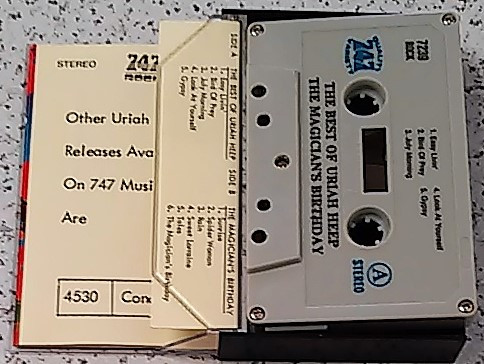 STEREO
747
Other Uriah
Releases Ava
On 747 Musi
Are
4530
SIDE A
THE BEST OF URIAH HEEP
1. Easy Livin'
2. Bird Of Prey
3. July Morning
4. Look At Yourself
5. Gypsy
SIDE B
THE MAGICIAN'S BIRTHDAY
1. Sunrise
2. Spider Woman
3. Rain
4. Sweet Lorraine
5. Tales
6. The Magician's Birthday
747
THE BEST OF URIAH HEEP
THE MAGICIAN'S BIRTHDAY
A
STEREO
ROCK
1. Easy Livin'
2. Bird Of Prey
3. July Morning
4. Look At Yourself
5. Gypsy